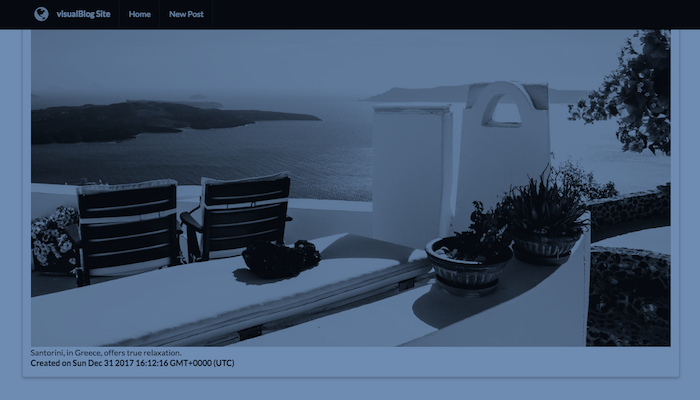 visualBlog Site Home New Post
Santorini, in Greece, offers true relaxation.
Created on Sun Dec 31 2017 16:12:16 GMT+0000 (UTC)